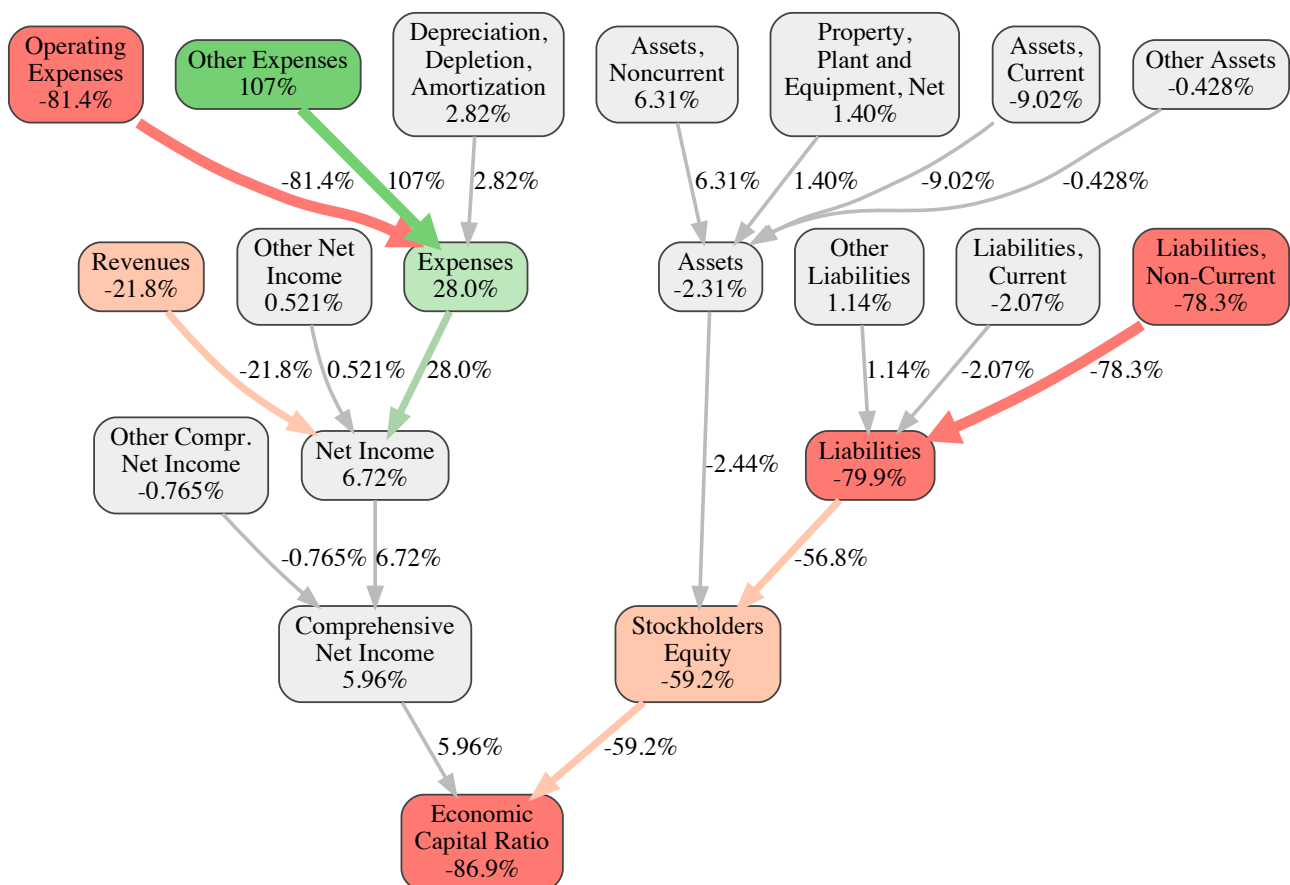 Operating
Expenses
-81.4%
Other Expenses
107%
Depreciation,
Depletion,
Amortization
2.82%
Assets,
Noncurrent
6.31%
Property,
Plant and
Equipment, Net
1.40%
Assets,
Current
-9.02%
Other Assets
-0.428%
-81.4%
107%
2.82%
6.31%
1.40%
-9.02%
-0.428%
Revenues
-21.8%
Other Net
Income
0.521%
Expenses
28.0%
Assets
-2.31%
Other
Liabilities
1.14%
Liabilities,
Current
-2.07%
Liabilities,
Non-Current
-78.3%
-21.8%
0.521%
28.0%
1.14%
-2.07%
-78.3%
Other Compr.
Net Income
-0.765%
Net Income
6.72%
-2.44%
Liabilities
-79.9%
-0.765%
6.72%
-56.8%
Comprehensive
Net Income
5.96%
Stockholders
Equity
-59.2%
5.96%
-59.2%
Economic
Capital Ratio
-86.9%